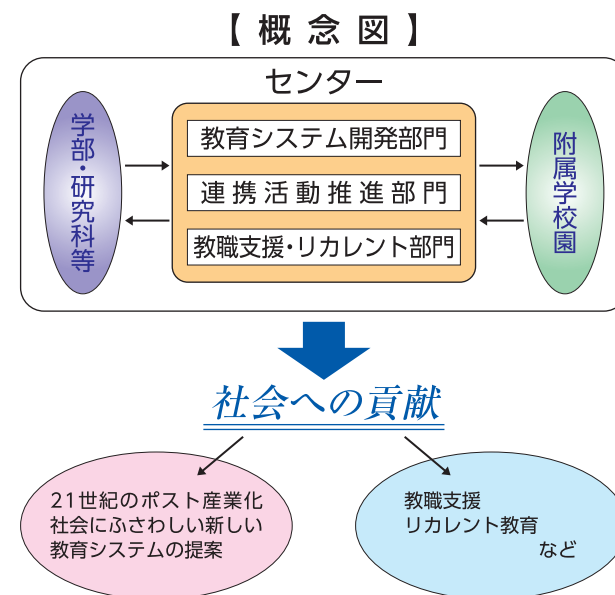 【概念図】
センター
学部・研究科等
教育システム開発部門
連携活動推進部門
教職支援・リカレント部門
附属学校園
社会への貢献
21世紀のポスト産業化
社会にふさわしい新しい
教育システムの提案
教職支援
リカレント教育
など